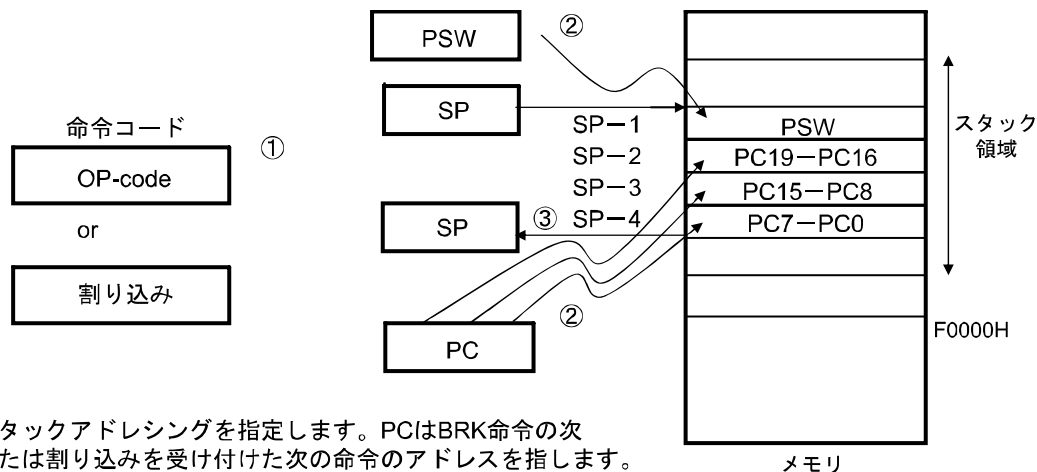 PSW
②
SP
SP−1
SP−2
SP−3
SP−4
PSW
PC19−PC16
PC15−PC8
PC7−PC0
スタック
領域
命令コード
①
OP-code
or
割り込み
SP
③
②
PC
F0000H
メモリ
タックアドレシングを指定します。PCはBRK命令の次
たは割り込みを受け付けた次の命令のアドレスを指します。